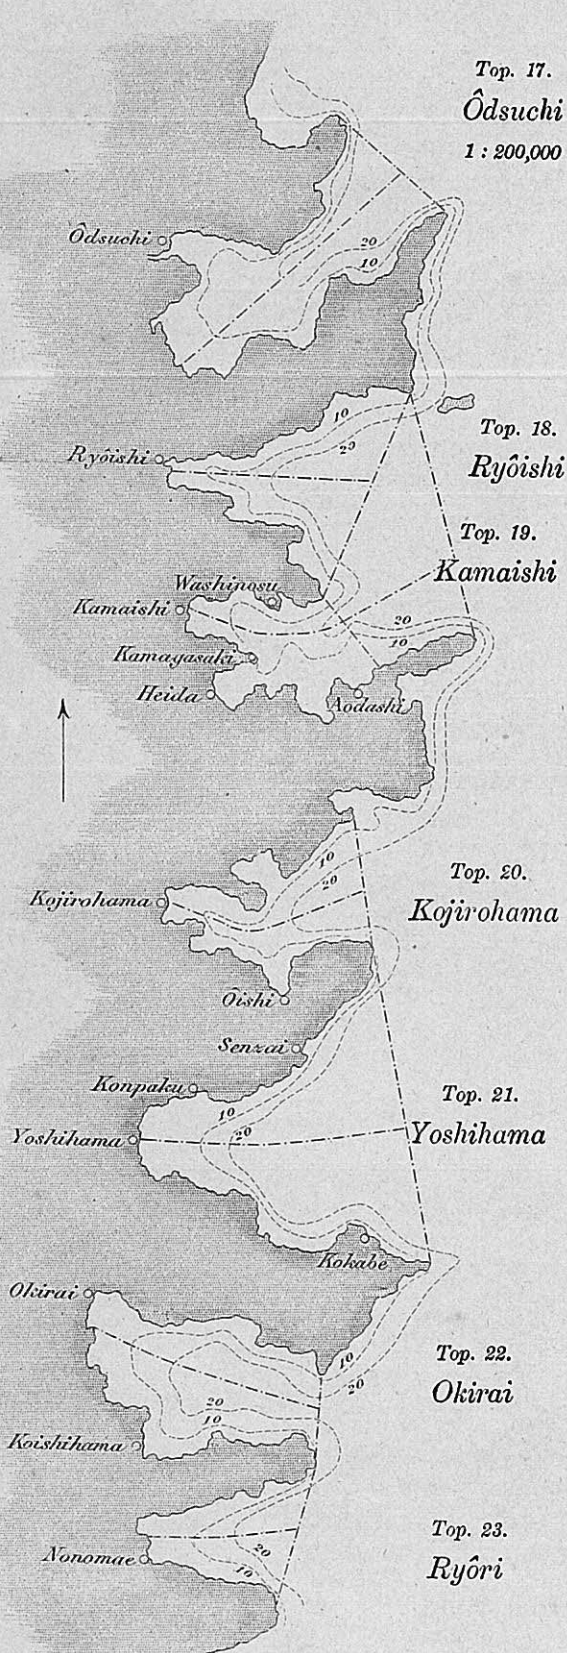 Top. 17.
Ôdsuchi
1 : 200,000
Ôdsuchi
20
10
10
20
Ryôishi
Top. 18.
Ryôishi
Top. 19.
Kamaishi
Washinosu
Kamaishi
20
10
Kamagasaki
Heida
Aodashi
10
20
Top. 20.
Kojirohama
Kojirohama
Ôishi
Senzai
Konpaku
10
20
Top. 21.
Yoshihama
Yoshihama
Kokabe
Okirai
10
20
Top. 22.
Okirai
20
10
Koishihama
Top. 23.
Ryôri
20
10
Nonomae